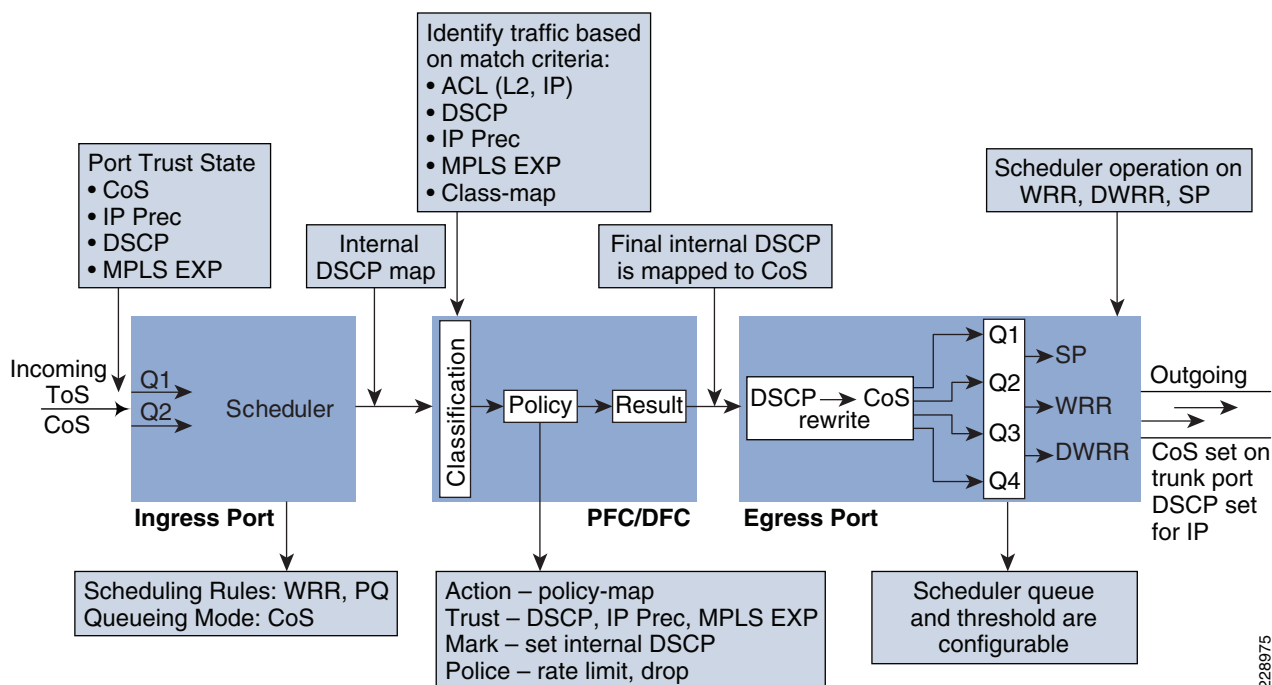 Identify traffic based
on match criteria:
• ACL (L2, IP)
• DSCP
• IP Prec
• MPLS EXP
• Class-map
Port Trust State
• CoS
• IP Prec
• DSCP
• MPLS EXP
Internal
DSCP map
Final internal DSCP
is mapped to CoS
Scheduler operation on
WRR, DWRR, SP
Incoming
ToS
CoS
Q1
Q2
Scheduler
Ingress Port
Classification
Policy
Result
PFC/DFC
DSCP CoS
rewrite
Q1
Q2
Q3
Q4
SP
WRR
DWRR
Egress Port
Outgoing
CoS set on
trunk port
DSCP set
for IP
Scheduling Rules: WRR, PQ
Queueing Mode: CoS
Action – policy-map
Trust – DSCP, IP Prec, MPLS EXP
Mark – set internal DSCP
Police – rate limit, drop
Scheduler queue
and threshold are
configurable
228975